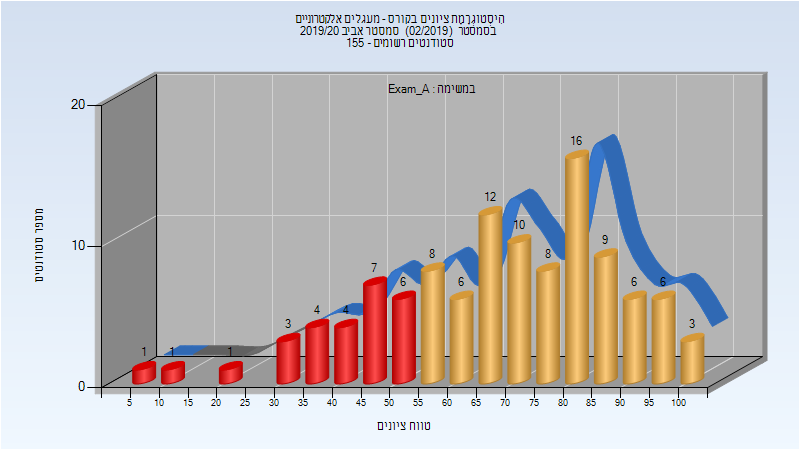 היסטוגרמת ציונים בקורס - מעגלים אלקטרוניים
בסמסטר (02/2019) סמסטר אביב 2019/20
סטודנטים רשומים - 155
במשימה : Exam_A
מספר סטודנטים
20
10
0
1 1 1 3 4 4 7 6 8 6 12 10 8 16 9 6 6 3
5 10 15 20 25 30 35 40 45 50 55 60 65 70 75 80 85 90 95 100
טווח ציונים